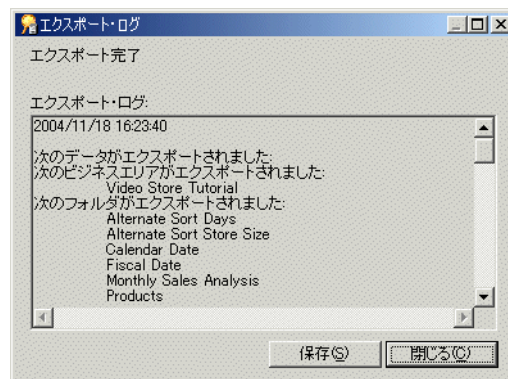 エクスポート・ログ
エクスポート完了
エクスポート・ログ:
2004/11/18 16:23:40
次のデータがエクスポートされました:
次のビジネスエリアがエクスポートされました:
Video Store Tutorial
次のフォルダがエクスポートされました:
Alternate Sort Days
Alternate Sort Store Size
Calendar Date
Fiscal Date
Monthly Sales Analysis
Products
保存(S)
閉じる(C)